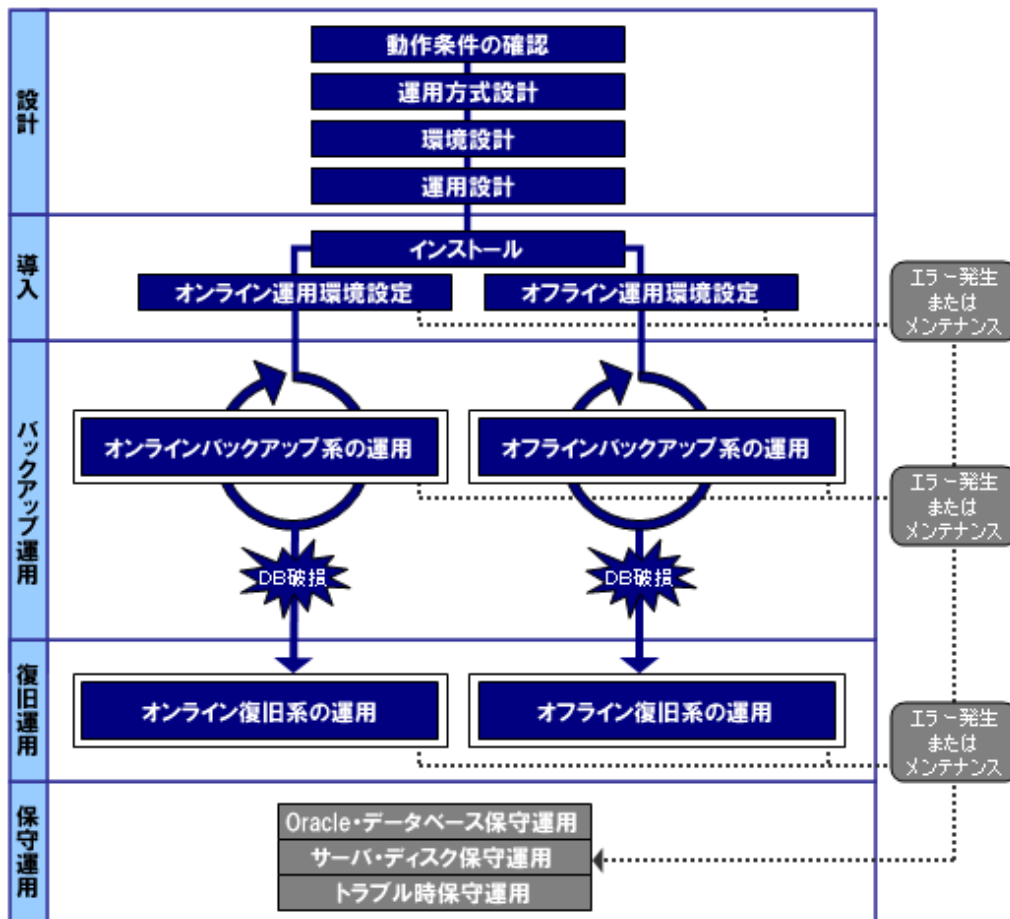 設計
動作条件の確認
運用方式設計
環境設計
運用設計
導入
インストール
オンライン運用環境設定
オフライン運用環境設定
エラー発生
または
メンテナンス
バックアップ運用
オンラインバックアップ系の運用
オフラインバックアップ系の運用
エラー発生
または
メンテナンス
DB破損
DB破損
復旧運用
オンライン復旧系の運用
オフライン復旧系の運用
エラー発生
または
メンテナンス
保守運用
Oracle・データベース保守運用
サーバ・ディスク保守運用
トラブル時保守運用